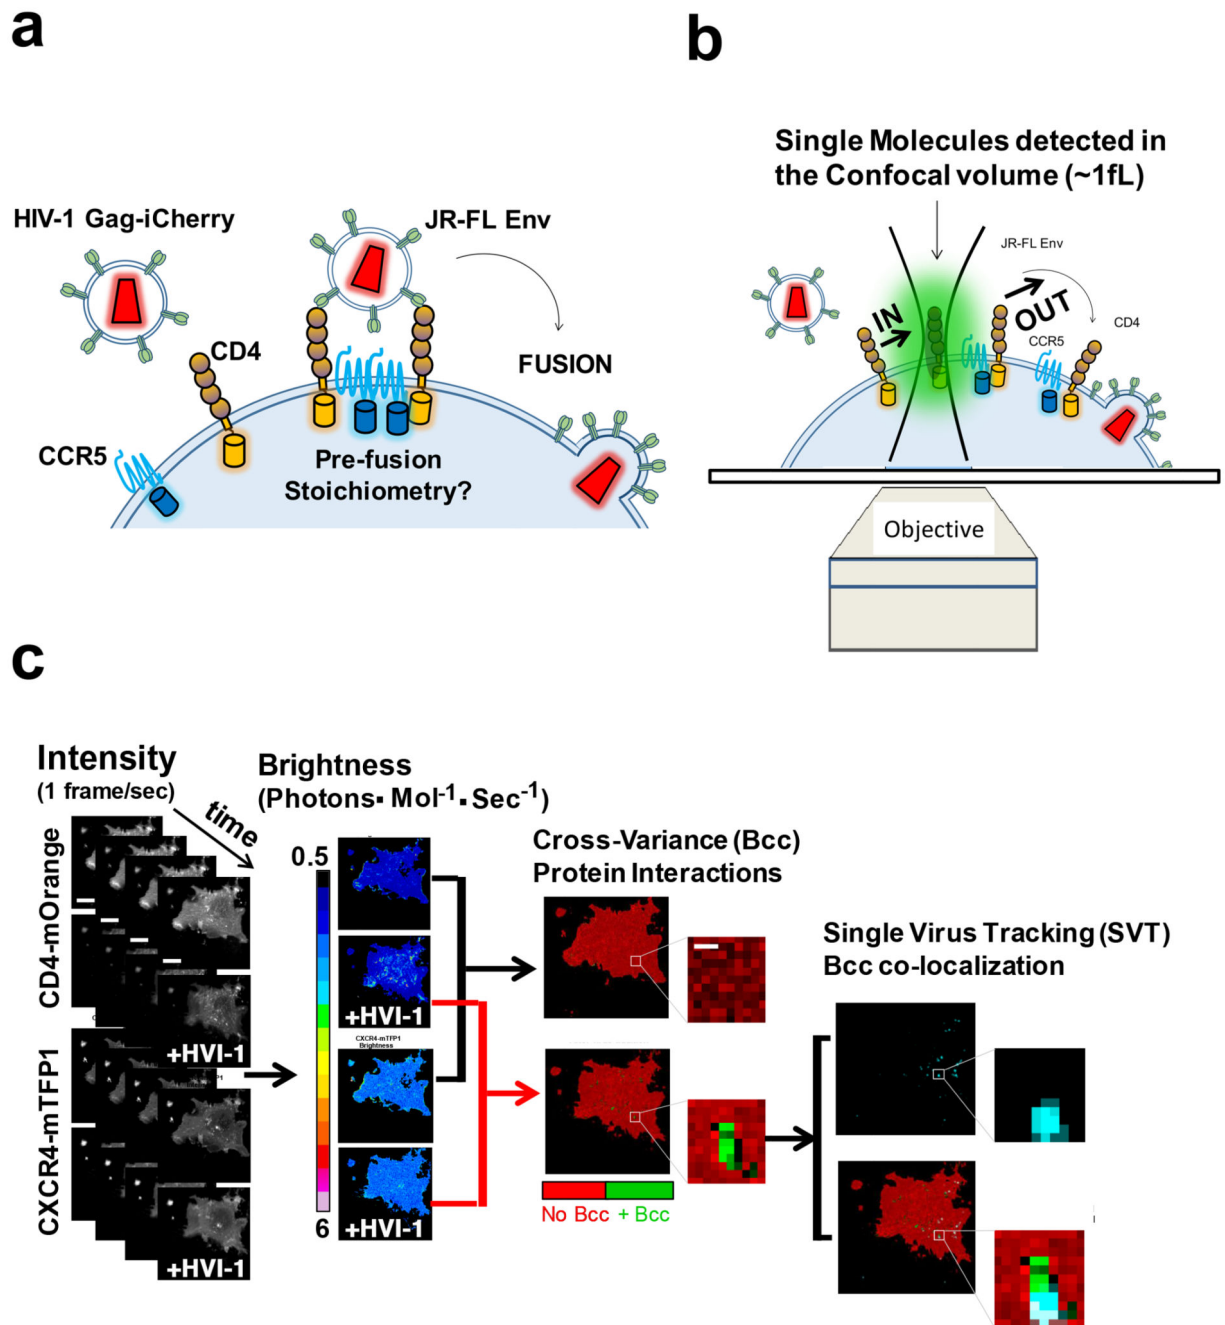 a
HIV-1 Gag-iCherry
JR-FL Env
CD4
FUSION
CCR5
Pre-fusion
Stoichiometry?
b
Single Molecules detected in
the Confocal volume (~1fL)
JR-FL Env
IN
OUT
CCR5
CD4
Objective
c
Intensity
(1 frame/sec)
time
CD4-mOrange
+HVI-1
CXCR4-mTFP1
+HVI-1
Brightness
(Photons· Mol⁻¹·Sec⁻¹)
0.5
+HVI-1
CXCR4-mTFP1
Brightness
+HVI-1
6
Cross-Variance (Bcc)
Protein Interactions
No Bcc + Bcc
Single Virus Tracking (SVT)
Bcc co-localization